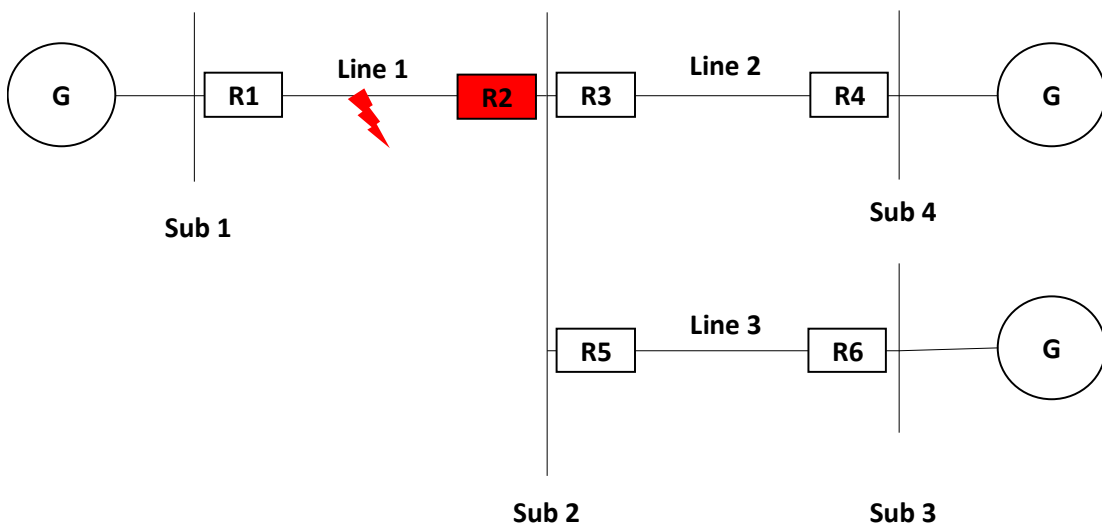 Line 1
Line 2
G
R1
R2
R3
R4
G
Sub 1
Sub 4
Line 3
R5
R6
G
Sub 2
Sub 3